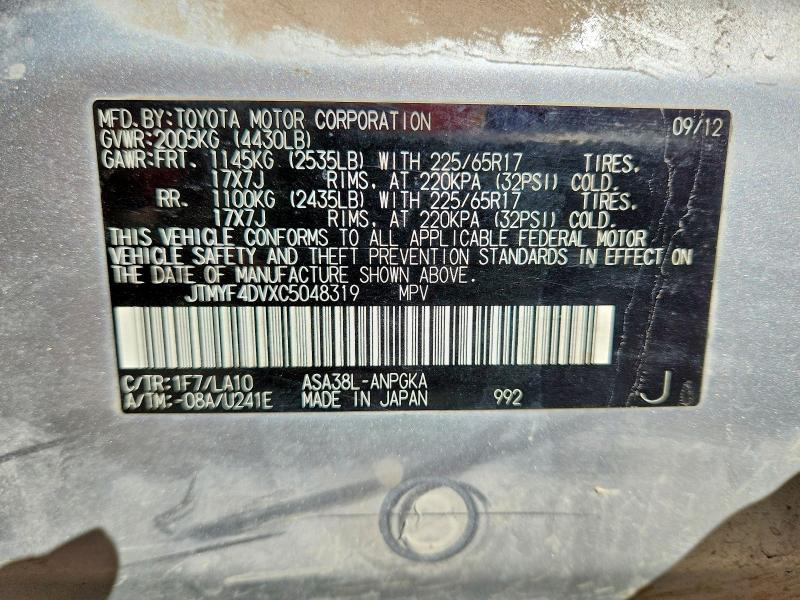 MFD.BY:TOYOTA MOTOR CORPORATION 09/12
GVWR:2005KG (4430LB)
GAWR:FRT. 1145KG (2535LB) WITH 225/65R17 TIRES,
17X7J RIMS, AT 220KPA (32PSI) COLD.
RR. 1100KG (2435LB) WITH 225/65R17 TIRES,
17X7J RIMS, AT 220KPA (32PSI) COLD.
THIS VEHICLE CONFORMS TO ALL APPLICABLE FEDERAL MOTOR
VEHICLE SAFETY AND THEFT PREVENTION STANDARDS IN EFFECT ON
THE DATE OF MANUFACTURE SHOWN ABOVE.
JTMYF4DVXC5048319 MPV
C/TR:1F7/LA10 ASA38L-ANPGKA
A/TM:-08A/U241E MADE IN JAPAN 992 J